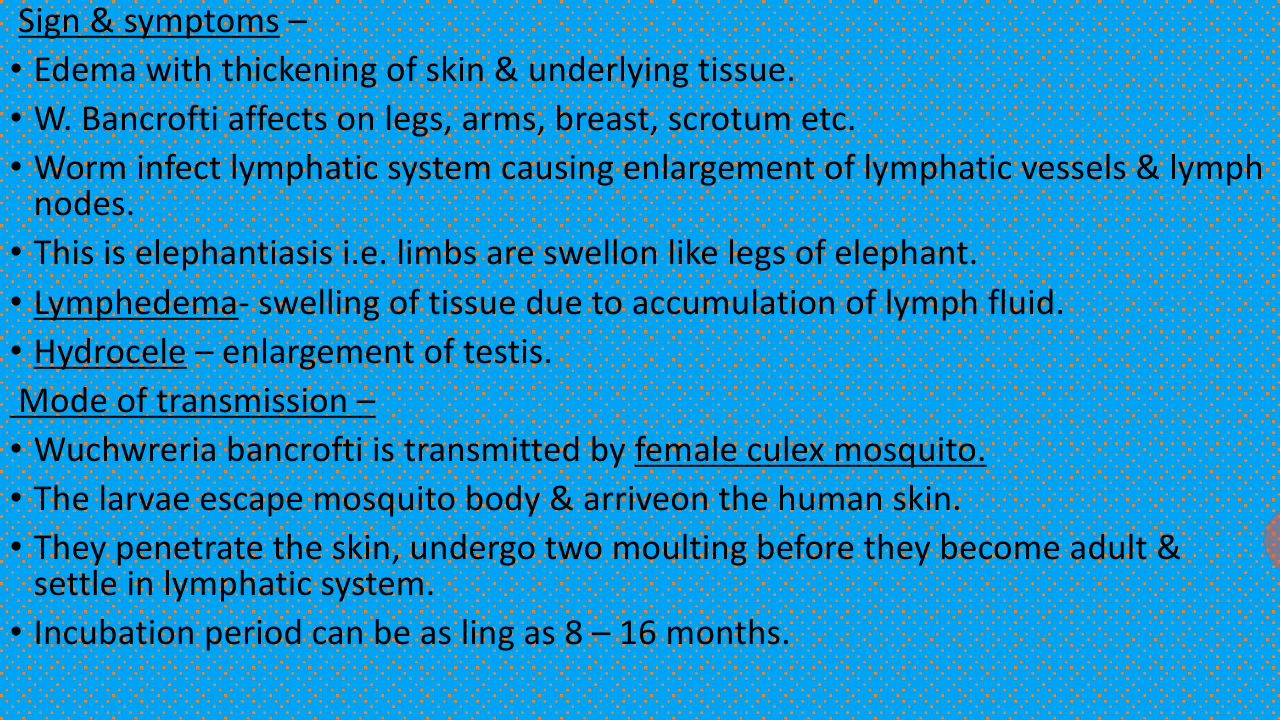 Sign & symptoms –
• Edema with thickening of skin & underlying tissue.
• W. Bancrofti affects on legs, arms, breast, scrotum etc.
• Worm infect lymphatic system causing enlargement of lymphatic vessels & lymph
nodes.
• This is elephantiasis i.e. limbs are swellon like legs of elephant.
• Lymphedema- swelling of tissue due to accumulation of lymph fluid.
• Hydrocele – enlargement of testis.
Mode of transmission –
• Wuchwreria bancrofti is transmitted by female culex mosquito.
• The larvae escape mosquito body & arriveon the human skin.
• They penetrate the skin, undergo two moulting before they become adult &
settle in lymphatic system.
• Incubation period can be as ling as 8 – 16 months.